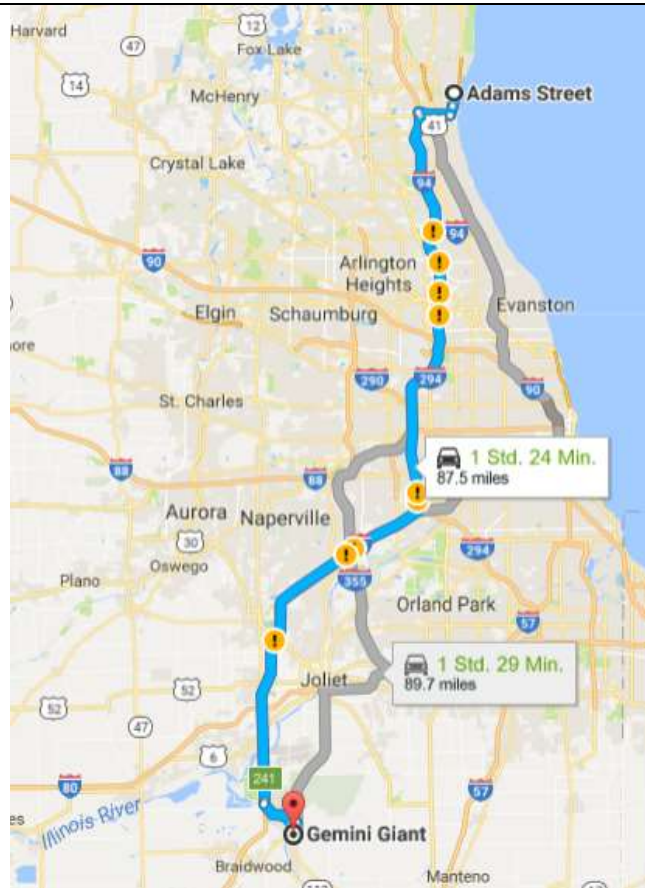 Harvard
12
47
Fox Lake
14
Adams Street
McHenry
41
Crystal Lake
94
94
90
Arlington
Heights
Elgin
Schaumburg
Evanston
290
294
90
St. Charles
1 Std. 24 Min.
87.5 miles
88
88
Aurora
Naperville
30
Oswego
294
Plano
355
Orland Park
57
1 Std. 29 Min.
89.7 miles
Joliet
52
52
47
6
241
80
57
Illinois River
Gemini Giant
Braidwood
Manteno